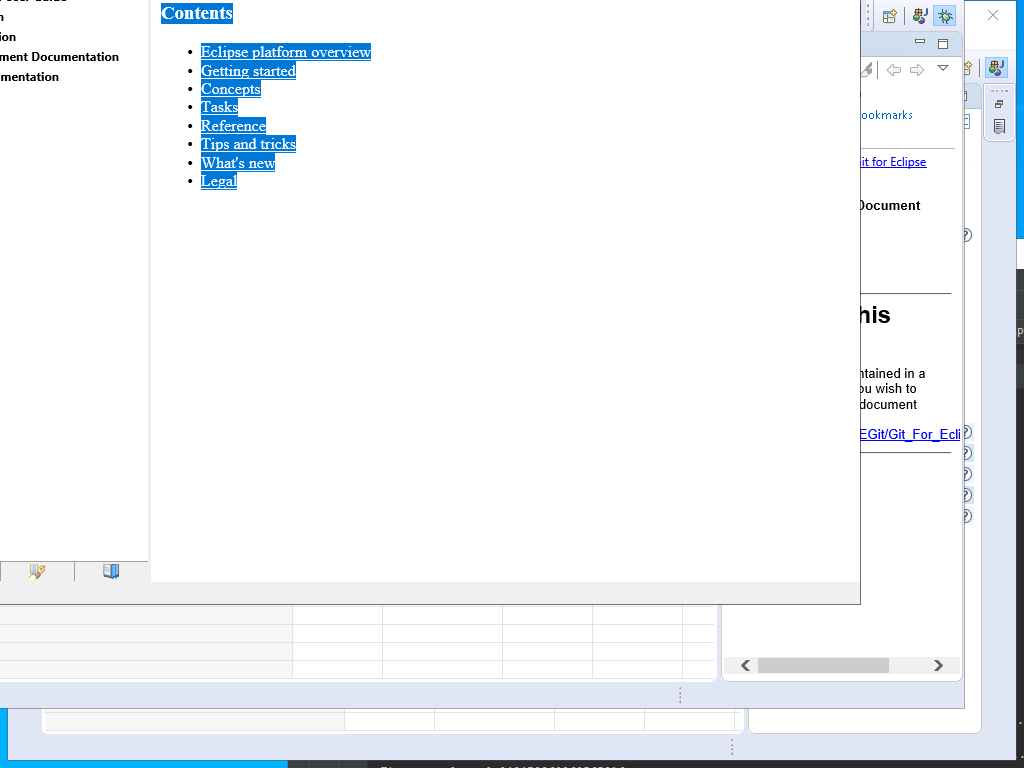 Contents
ion
ment Documentation
mentation
Eclipse platform overview
Getting started
Concepts
Tasks
Reference
Tips and tricks
What's new
Legal
ookmarks
it for Eclipse
Document
his
ntained in a
ou wish to
document
EGit/Git_For_Ecli